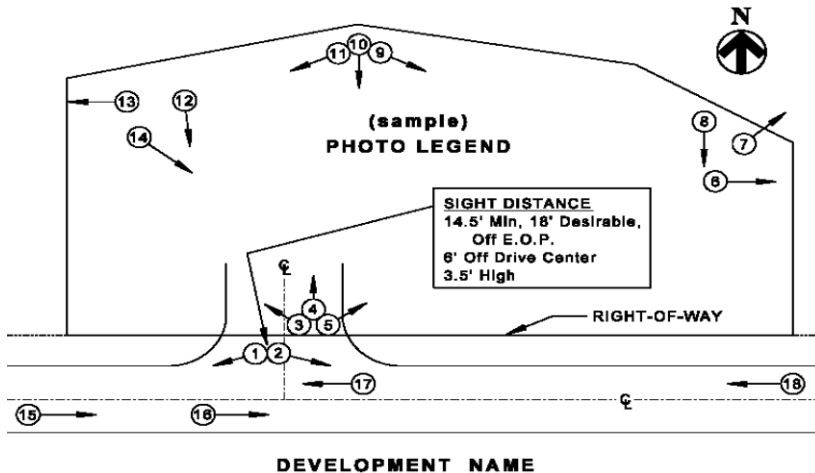 N
10
11
9
13
12
(sample)
PHOTO LEGEND
8
14
7
6
SIGHT DISTANCE
14.5' Min, 18' Desirable,
Off E.O.P.
6' Off Drive Center
3.5' High
℄
4
3
5
RIGHT-OF-WAY
1
2
17
18
℄
15
16
DEVELOPMENT NAME